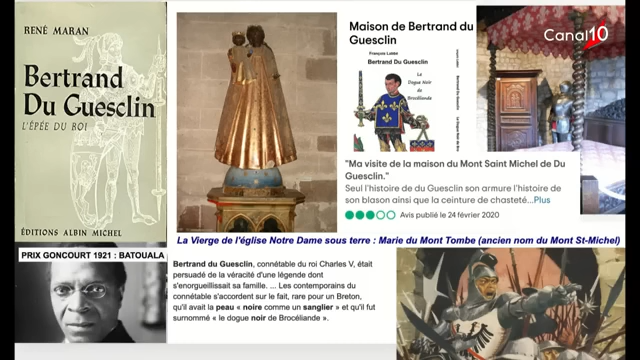 RENÉ MARAN
Bertrand
Du Guesclin
L'ÉPÉE DU ROI
ÉDITIONS ALBIN MICHEL
PRIX GONCOURT 1921 : BATOUALA
Maison de Bertrand du
Guesclin
François Labbé
Bertrand Du Guesclin
Le
Dogue Noir
de
Brocéliande
"Ma visite de la maison du Mont Saint Michel de Du
Guesclin."
Seul l'histoire de du Guesclin son armure l'histoire de
son blason ainsi que la ceinture de chasteté...Plus
Avis publié le 24 février 2020
Canal10
La Vierge de l'église Notre Dame sous terre : Marie du Mont Tombe (ancien nom du Mont St-Michel)
Bertrand du Guesclin, connétable du roi Charles V, était
persuadé de la véracité d'une légende dont
s'enorgueillissait sa famille. ... Les contemporains du
connétable s'accordent sur le fait, rare pour un Breton,
qu'il avait la peau « noire comme un sanglier » et qu'il fut
surnommé « le dogue noir de Brocéliande ».